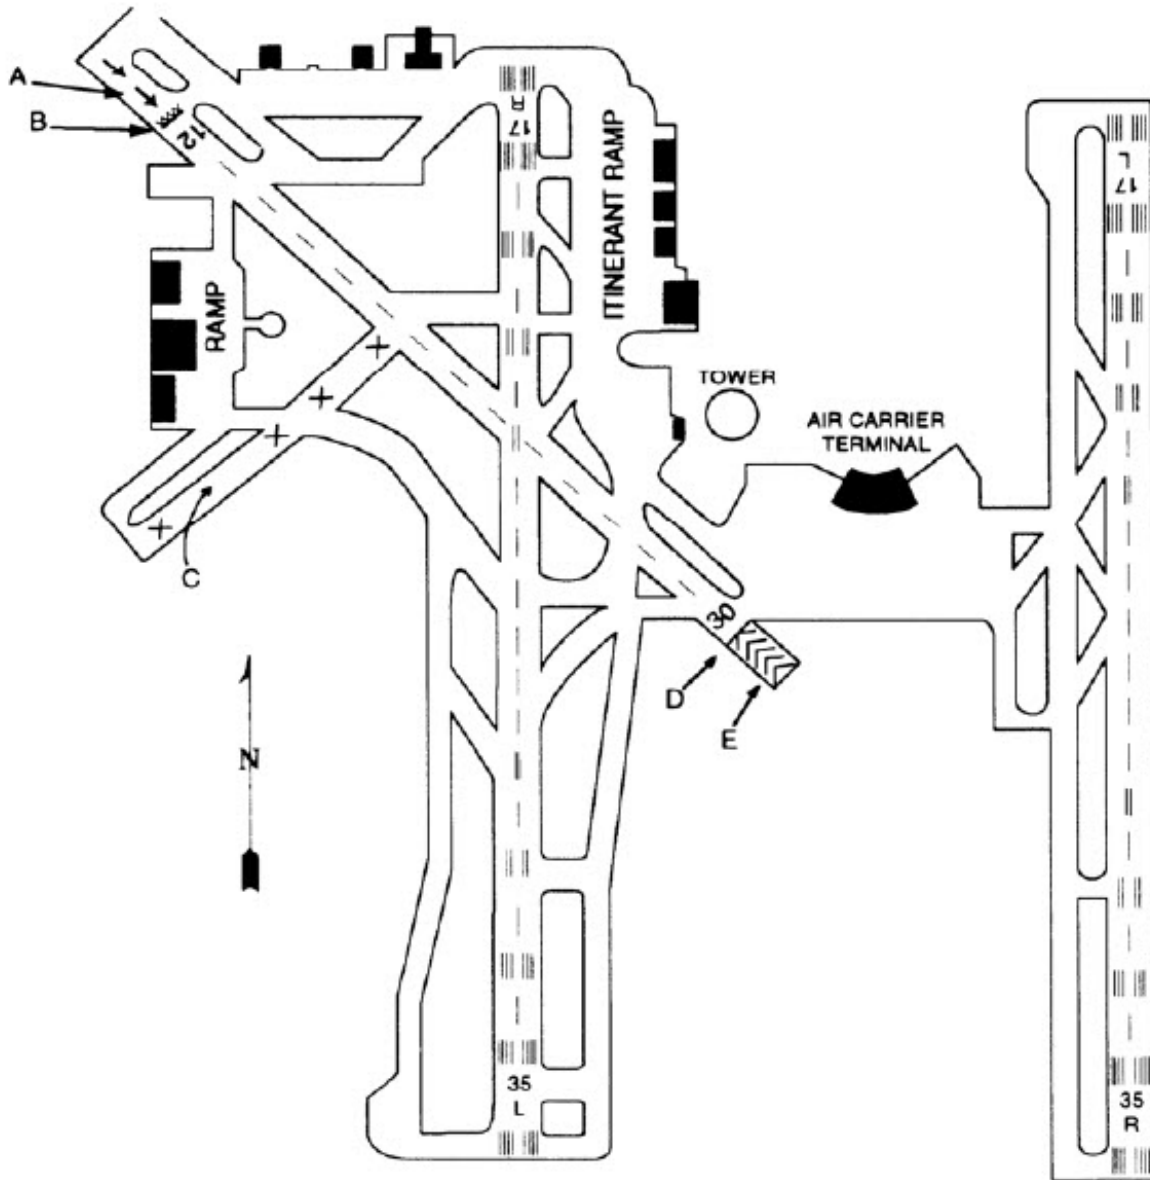 A
B
12
R
17
L
17
ITINERANT RAMP
RAMP
TOWER
AIR CARRIER
TERMINAL
C
30
D
E
N
35
L
35
R